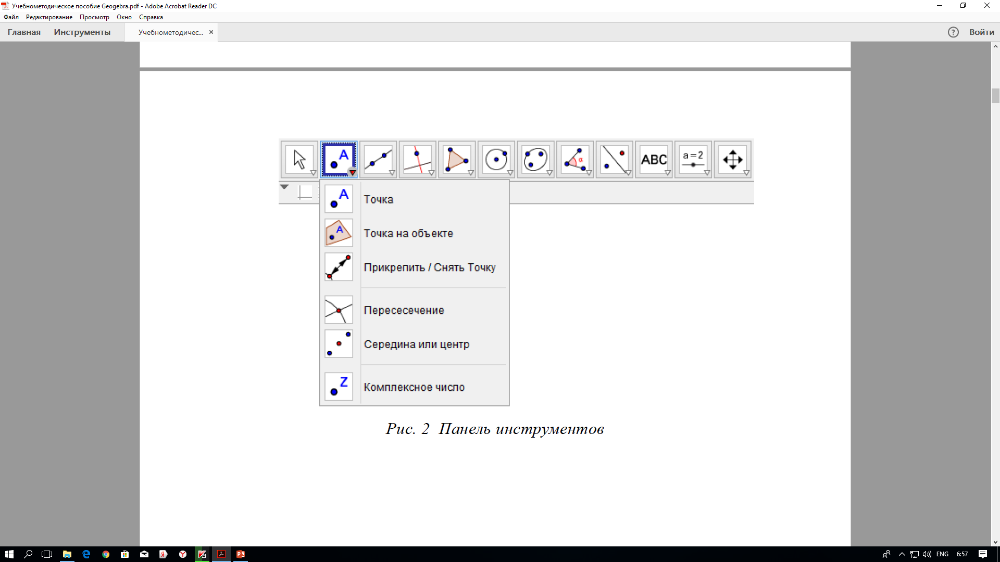 Учебнометодическое пособие Geogebra.pdf - Adobe Acrobat Reader DC
Файл Редактирование Просмотр Окно Справка
Главная Инструменты Учебнометодичес... × ? Войти
A A ABC a=2
α
A Точка
A Точка на объекте
Прикрепить / Снять Точку
Пересесечение
Середина или центр
Z Комплексное число
Рис. 2 Панель инструментов
ENG 6:57